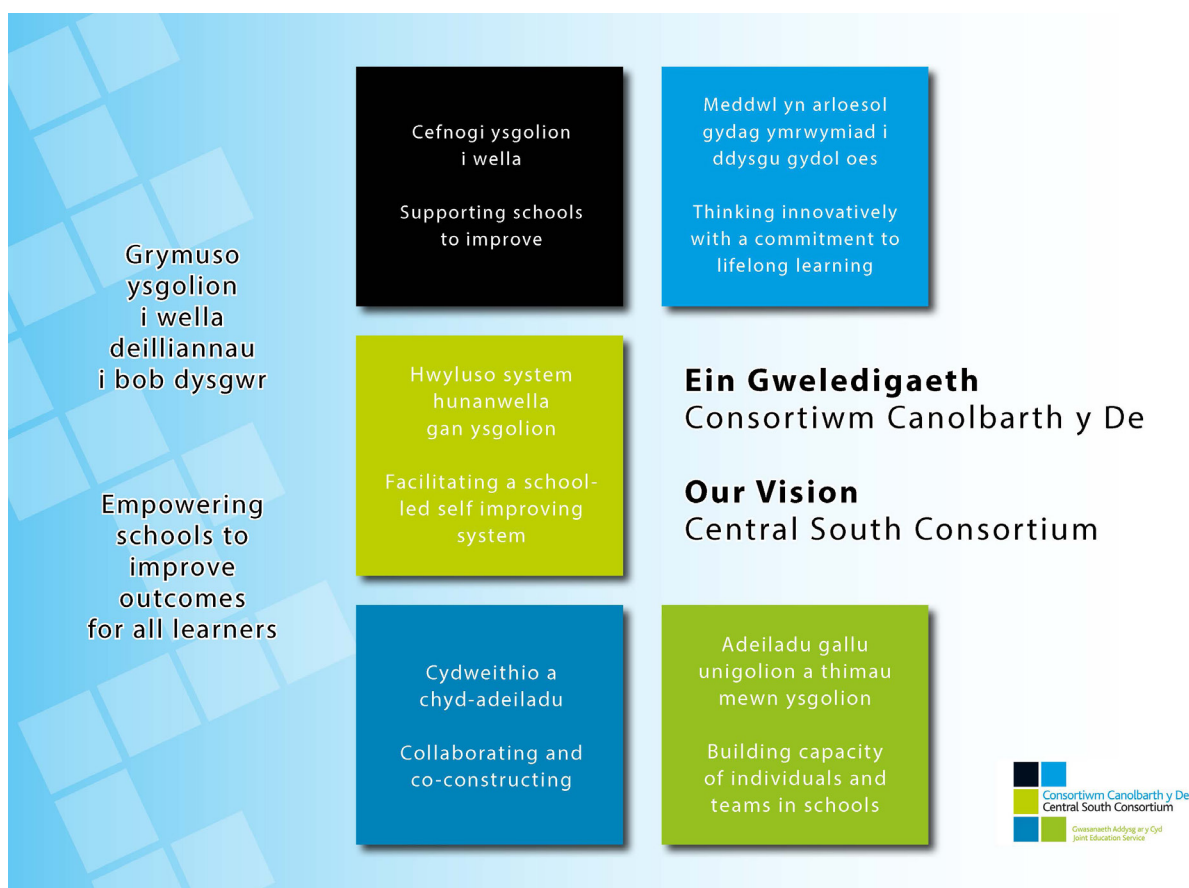 Grymuso
ysgolion
i wella
deilliannau
i bob dysgwr
Empowering
schools to
improve
outcomes
for all learners
Cefnogi ysgolion
i wella
Supporting schools
to improve
Meddwl yn arloesol
gydag ymrwymiad i
ddysgu gydol oes
Thinking innovatively
with a commitment to
lifelong learning
Hwyluso system
hunanwella
gan ysgolion
Facilitating a school-
led self improving
system
Ein Gweledigaeth
Consortiwm Canolbarth y De
Our Vision
Central South Consortium
Cydweithio a
chyd-adeiladu
Collaborating and
co-constructing
Adeiladu gallu
unigolion a thimau
mewn ysgolion
Building capacity
of individuals and
teams in schools
Consortiwm Canolbarth y De
Central South Consortium
Gwasanaeth Addysg ar y Cyd
Joint Education Service